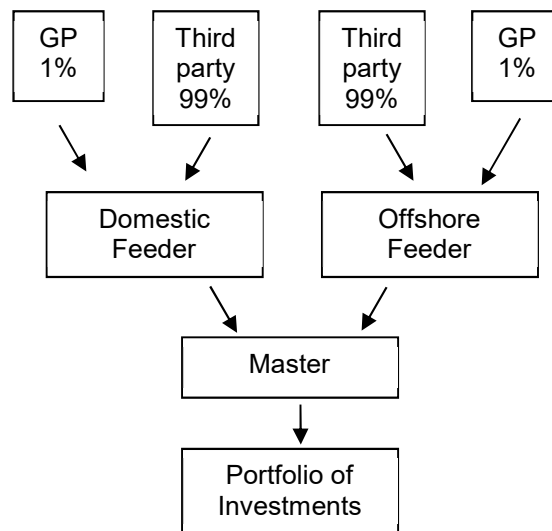 GP
1%
Third
party
99%
Third
party
99%
GP
1%
Domestic
Feeder
Offshore
Feeder
Master
Portfolio of
Investments